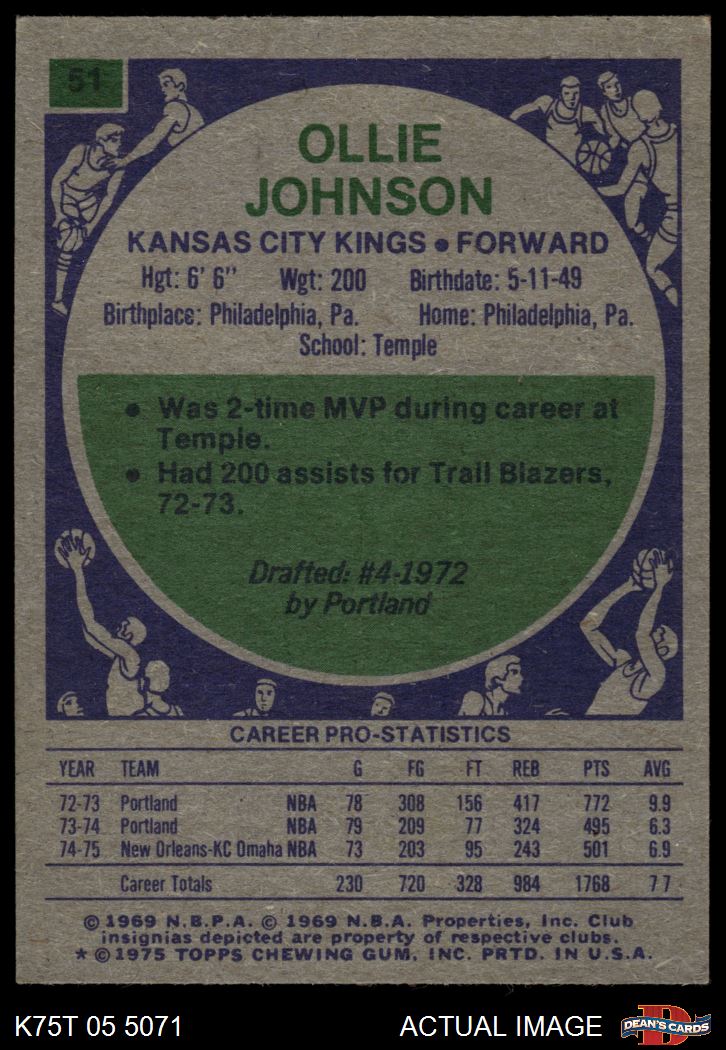 51
OLLIE
JOHNSON
KANSAS CITY KINGS • FORWARD
Hgt: 6' 6" Wgt: 200 Birthdate: 5-11-49
Birthplace: Philadelphia, Pa. Home: Philadelphia, Pa.
School: Temple
• Was 2-time MVP during career at
Temple.
• Had 200 assists for Trail Blazers,
72-73.
Drafted: #4-1972
by Portland
CAREER PRO-STATISTICS
YEAR TEAM G FG FT REB PTS AVG
72-73 Portland NBA 78 308 156 417 772 9.9
73-74 Portland NBA 79 209 77 324 495 6.3
74-75 New Orleans-KC Omaha NBA 73 203 95 243 501 6.9
Career Totals 230 720 328 984 1768 7 7
© 1969 N.B.P.A. © 1969 N.B.A. Properties, Inc. Club
insignias depicted are property of respective clubs.
* © 1975 TOPPS CHEWING GUM, INC. PRTD. IN U.S.A.
K75T 05 5071 ACTUAL IMAGE D DEAN'S CARDS